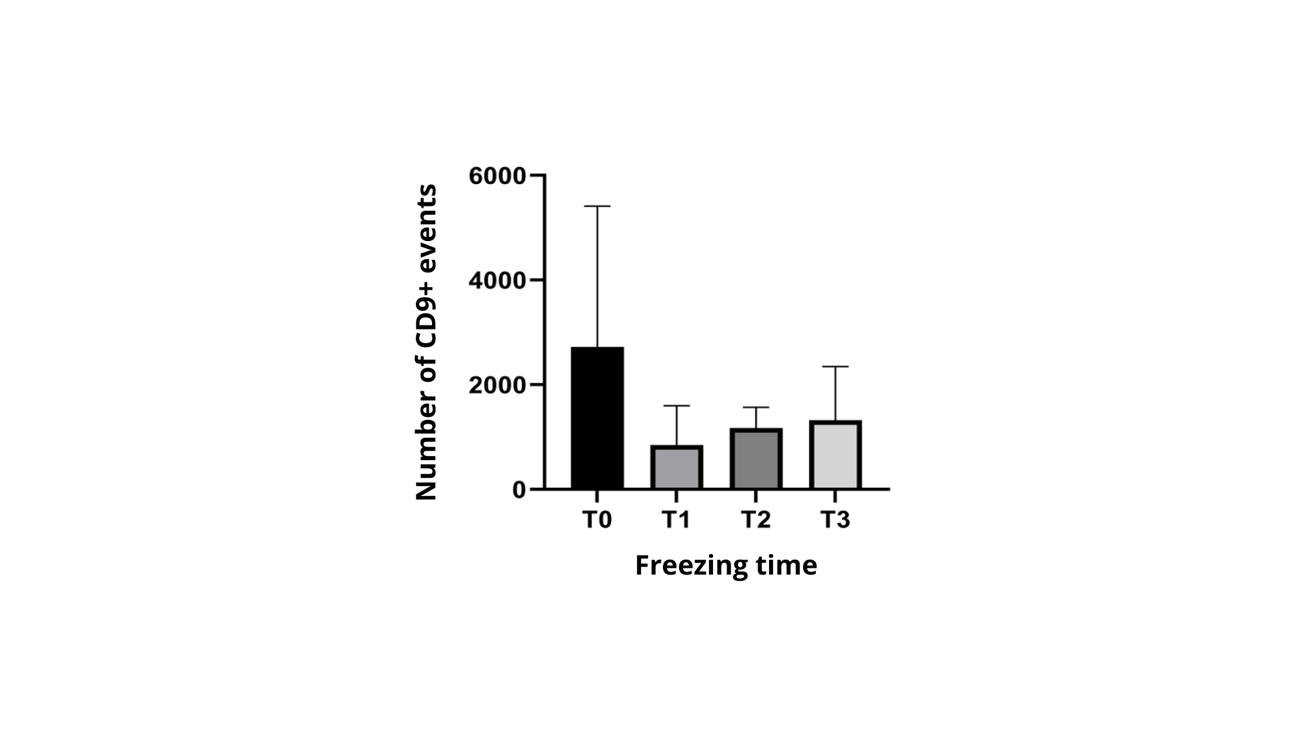 6000
4000
2000
0
Number of CD9+ events
T0 T1 T2 T3
Freezing time